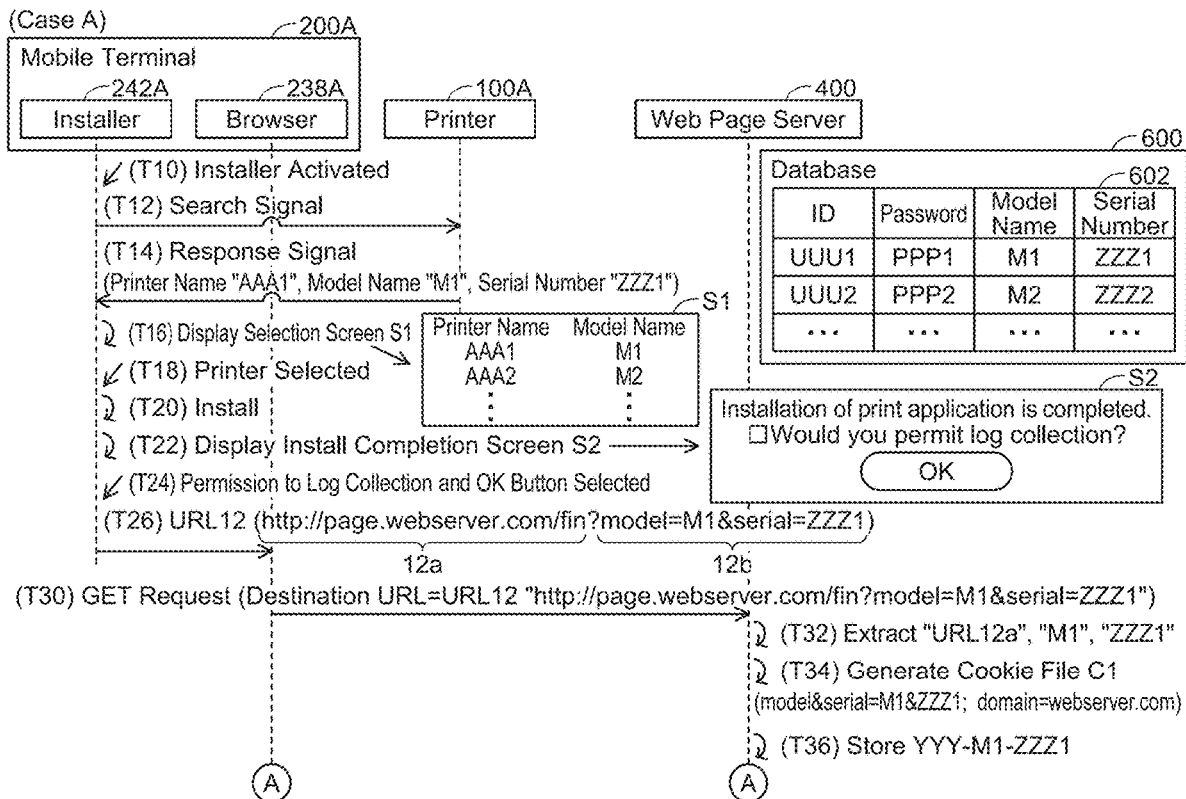 (Case A)
200A
Mobile Terminal
242A
238A
100A
400
Installer
Browser
Printer
Web Page Server
600
(T10) Installer Activated
Database
602
ID
Password
Model Name
Serial Number
UUU1
PPP1
M1
ZZZ1
UUU2
PPP2
M2
ZZZ2
...
...
...
...
(T12) Search Signal
(T14) Response Signal
(Printer Name "AAA1", Model Name "M1", Serial Number "ZZZ1")
S1
(T16) Display Selection Screen S1
Printer Name
Model Name
AAA1
M1
AAA2
M2
(T18) Printer Selected
(T20) Install
S2
(T22) Display Install Completion Screen S2
Installation of print application is completed.
Would you permit log collection?
OK
(T24) Permission to Log Collection and OK Button Selected
(T26) URL12 (http://page.webserver.com/fin?model=M1&serial=ZZZ1)
12a
12b
(T30) GET Request (Destination URL=URL12 "http://page.webserver.com/fin?model=M1&serial=ZZZ1")
(T32) Extract "URL12a", "M1", "ZZZ1"
(T34) Generate Cookie File C1
(model&serial=M1&ZZZ1; domain=webserver.com)
(T36) Store YYY-M1-ZZZ1
A
A